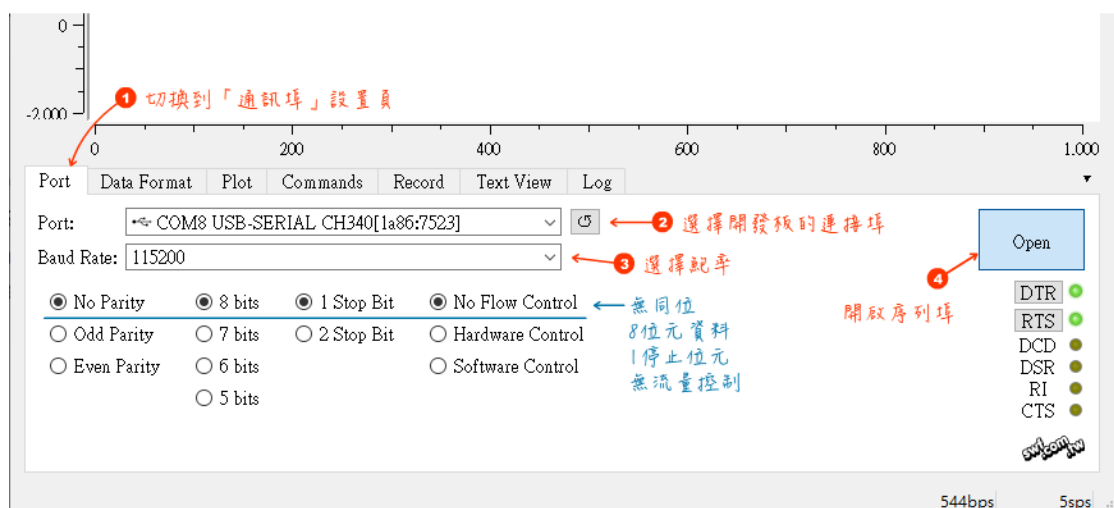 0
-2.000
1 切換到「通訊埠」設置頁
0 200 400 600 800 1.000
Port Data Format Plot Commands Record Text View Log
Port: COM8 USB-SERIAL CH340[1a86:7523]
2 選擇開發板的連接埠
Baud Rate: 115200
3 選擇鮑率
Open
4
開啟序列埠
No Parity 8 bits 1 Stop Bit No Flow Control
Odd Parity 7 bits 2 Stop Bit Hardware Control
Even Parity 6 bits Software Control
5 bits
無同位
8位元資料
1停止位元
無流量控制
DTR
RTS
DCD
DSR
RI
CTS
swf.com.tw
544bps 5sps